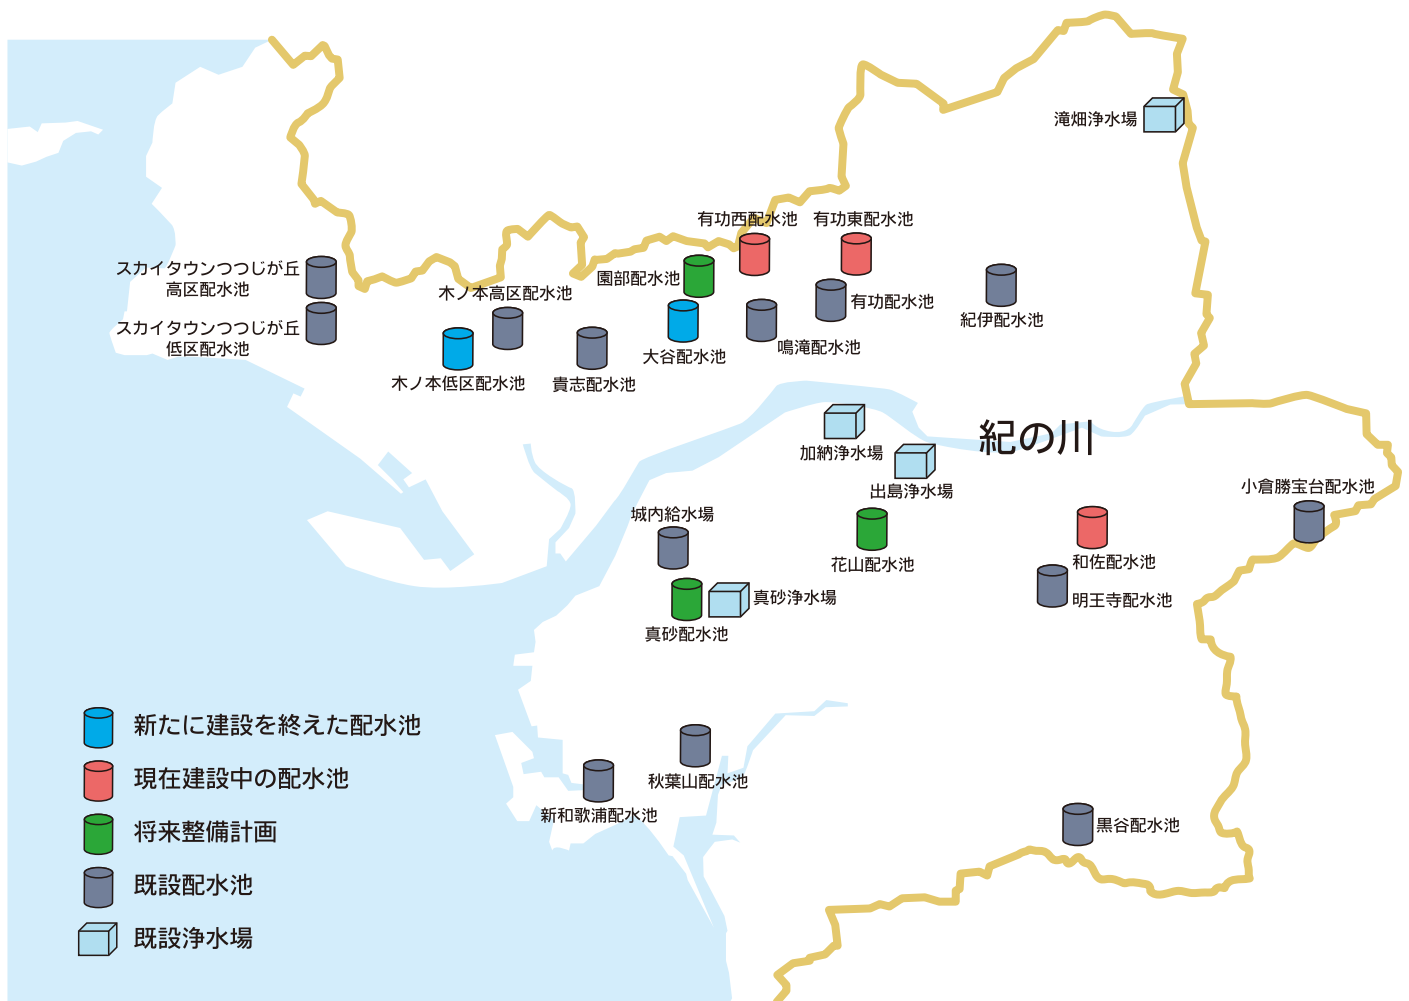 滝畑浄水場
有功西配水池
有功東配水池
スカイタウンつつじが丘
高区配水池
園部配水池
木ノ本高区配水池
有功配水池
紀伊配水池
スカイタウンつつじが丘
低区配水池
大谷配水池
鳴滝配水池
木ノ本低区配水池
貴志配水池
紀の川
加納浄水場
出島浄水場
小倉勝宝台配水池
城内給水場
花山配水池
和佐配水池
真砂浄水場
明王寺配水池
真砂配水池
秋葉山配水池
新和歌浦配水池
黒谷配水池
新たに建設を終えた配水池
現在建設中の配水池
将来整備計画
既設配水池
既設浄水場